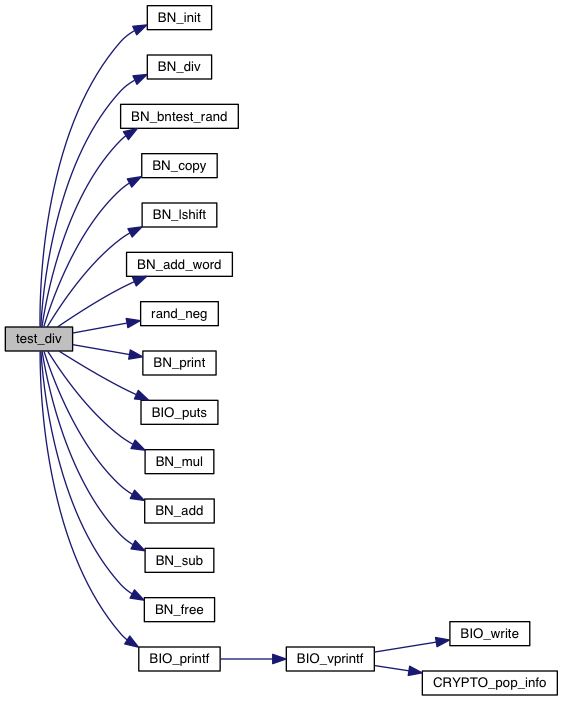 BN_init
BN_div
BN_bntest_rand
BN_copy
BN_lshift
BN_add_word
rand_neg
test_div
BN_print
BIO_puts
BN_mul
BN_add
BN_sub
BN_free
BIO_write
BIO_printf
BIO_vprintf
CRYPTO_pop_info